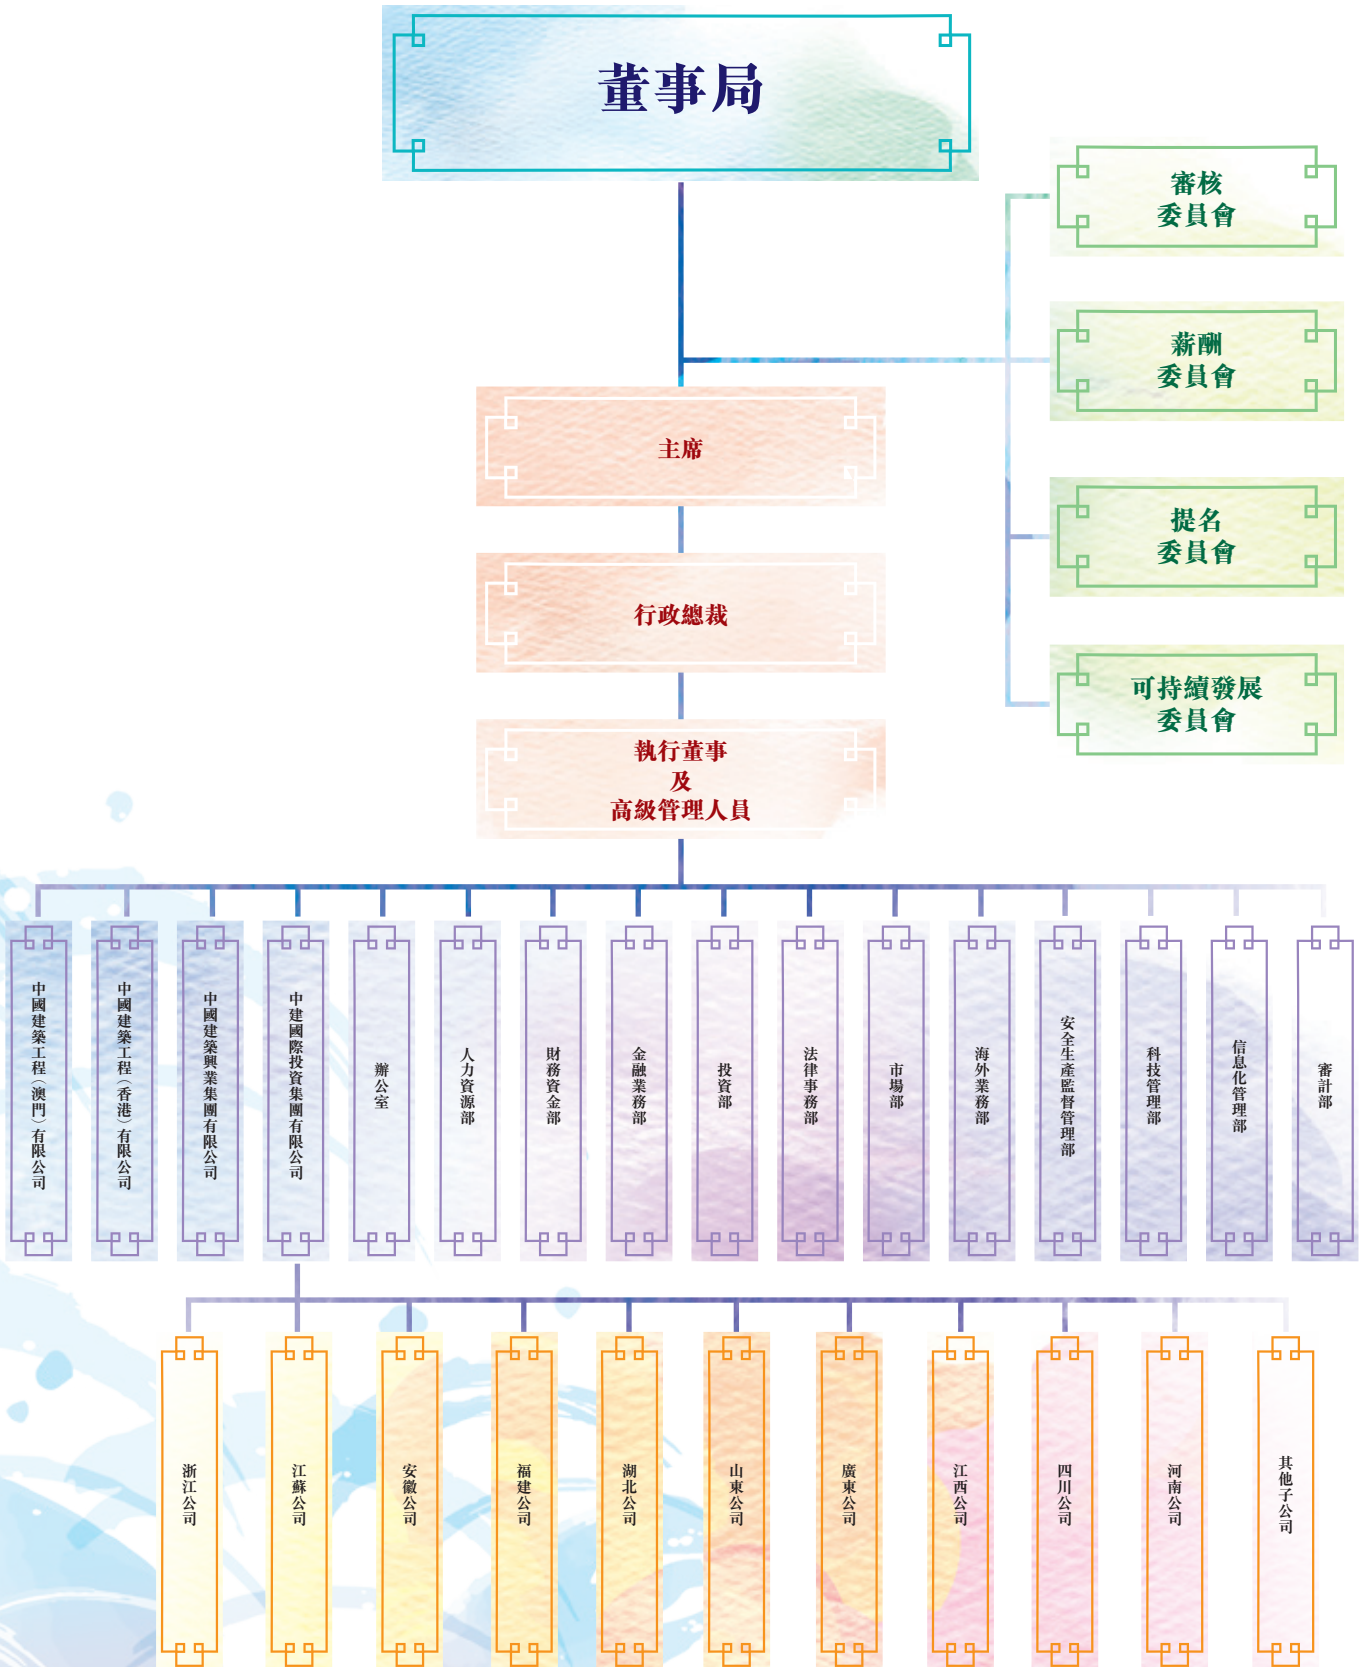 董事局
審核
委員會
薪酬
委員會
提名
委員會
可持續發展
委員會
主席
行政總裁
執行董事
及
高級管理人員
中國建築工程（澳門）有限公司
中國建築工程（香港）有限公司
中國建築興業集團有限公司
中建國際投資集團有限公司
辦公室
人力資源部
財務資金部
金融業務部
投資部
法律事務部
市場部
海外業務部
安全生產監督管理部
科技管理部
信息化管理部
審計部
浙江公司
江蘇公司
安徽公司
福建公司
湖北公司
山東公司
廣東公司
江西公司
四川公司
河南公司
其他子公司